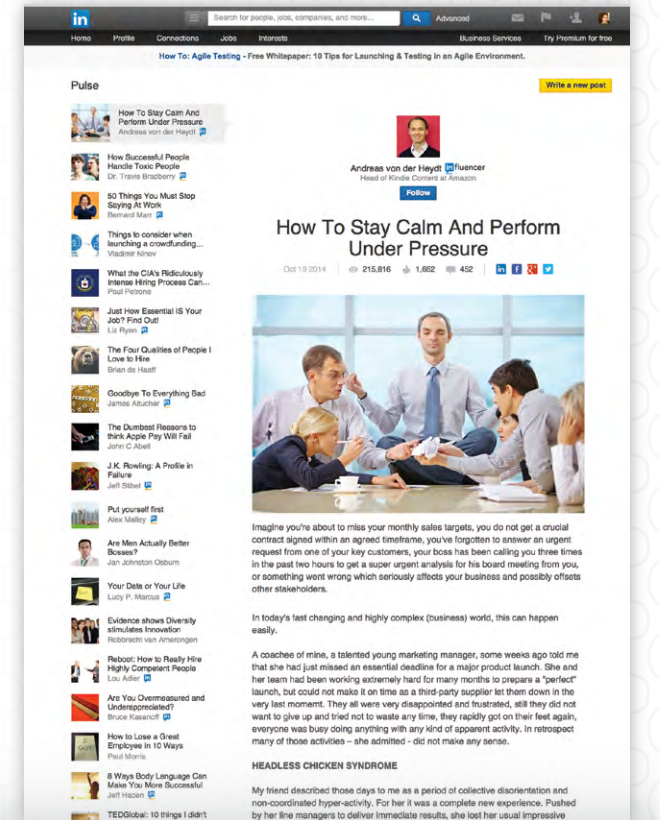 in
Search for people, jobs, companies, and more...
Advanced
Home Profile Connections Jobs Interests
Business Services Try Premium for free
How To: Agile Testing - Free Whitepaper: 10 Tips for Launching & Testing in an Agile Environment.
Pulse
Write a new post
How To Stay Calm And
Perform Under Pressure
Andreas von der Heydt
How Successful People
Handle Toxic People
Dr. Travis Bradberry
50 Things You Must Stop
Saying At Work
Bernard Marr
Things to consider when
launching a crowdfunding...
Vladimir Ninov
What the CIA's Ridiculously
Intense Hiring Process Can...
Paul Petrone
Just How Essential IS Your
Job? Find Out!
Liz Ryan
The Four Qualities of People I
Love to Hire
Brian de Haaff
Goodbye To Everything Bad
James Altucher
The Dumbest Reasons to
think Apple Pay Will Fail
John C Abell
J.K. Rowling: A Profile in
Failure
Jeff Stibel
Put yourself first
Alex Malley
Are Men Actually Better
Bosses?
Jan Johnston Osburn
Your Data or Your Life
Lucy P. Marcus
Evidence shows Diversity
stimulates Innovation
Robbrecht van Amerongen
Reboot: How to Really Hire
Highly Competent People
Lou Adler
Are You Overmeasured and
Underappreciated?
Bruce Kasanoff
How to Lose a Great
Employee in 10 Ways
Paul Morris
8 Ways Body Language Can
Make You More Successful
Jeff Haden
TEDGlobal: 10 things I didn't
Andreas von der Heydt influencer
Head of Kindle Content at Amazon
Follow
How To Stay Calm And Perform
Under Pressure
Oct 19 2014 215,816 1,682 452
Imagine you're about to miss your monthly sales targets, you do not get a crucial
contract signed within an agreed timeframe, you've forgotten to answer an urgent
request from one of your key customers, your boss has been calling you three times
in the past two hours to get a super urgent analysis for his board meeting from you,
or something went wrong which seriously affects your business and possibly offsets
other stakeholders.
In today's fast changing and highly complex (business) world, this can happen
easily.
A coachee of mine, a talented young marketing manager, some weeks ago told me
that she had just missed an essential deadline for a major product launch. She and
her team had been working extremely hard for many months to prepare a "perfect"
launch, but could not make it on time as a third-party supplier let them down in the
very last moment. They all were very disappointed and frustrated, still they did not
want to give up and tried not to waste any time, they rapidly got on their feet again,
everyone was busy doing anything with any kind of apparent activity. In retrospect
many of those activities – she admitted - did not make any sense.
HEADLESS CHICKEN SYNDROME
My friend described those days to me as a period of collective disorientation and
non-coordinated hyper-activity. For her it was a complete new experience. Pushed
by her line managers to deliver immediate results, she lost her usual impressive